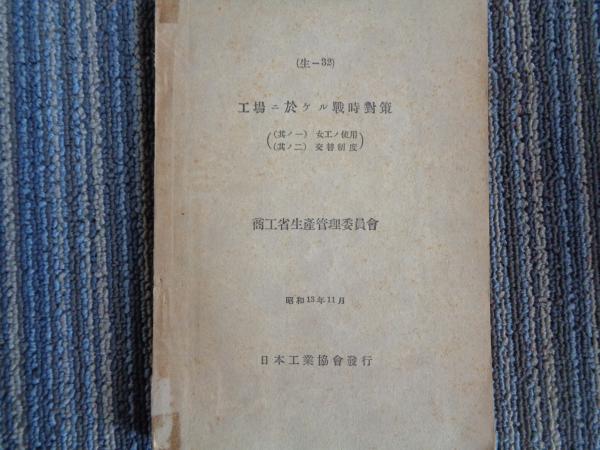 (生－32)
工場ニ於ケル戰時對策
(其ノ一) 女工ノ使用
(其ノ二) 交替制度
商工省生產管理委員會
昭和13年11月
日本工業協會發行